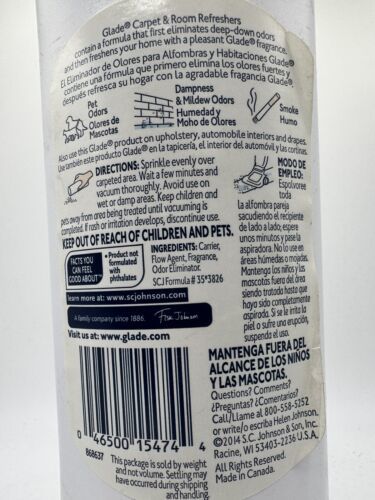 Glade® Carpet & Room Refreshers
contain a formula that first eliminates deep-down odors
and then freshens your home with a pleasant Glade® fragrance.
El Eliminador de Olores para Alfombras y Habitaciones Glade®
contiene una fórmula que primero elimina los olores fuertes y
después refresca su hogar con la agradable fragancia Glade®.
Pet
Odors
Olores de
Mascotas
Dampness
& Mildew Odors
Humedad y
Moho de Olores
Smoke
Humo
Also use this Glade® product on upholstery, automobile interiors and drapes.
Use también este producto Glade® en la tapicería, el interior del automóvil y las cortinas.
DIRECTIONS: Sprinkle evenly over
carpeted area. Wait a few minutes and
vacuum thoroughly. Avoid use on
wet or damp areas. Keep children and
pets away from area being treated until vacuuming is
completed. If rash or irritation develops, discontinue use.
KEEP OUT OF REACH OF CHILDREN AND PETS.
MODO DE
EMPLEO:
Espolvoree
toda
la alfombra pareja
sacudiendo el recipiente
de lado a lado; espere
unos minutos y pase la
aspiradora. No lo use en
áreas húmedas o mojadas.
Mantenga los niños y las
mascotas fuera del área
siendo tratada hasta que
haya sido completamente
aspirada. Si se le irrita la
piel o sufre una erupción,
suspenda el uso.
FACTS YOU
CAN FEEL
GOOD ABOUT™
• Product not
formulated
with
phthalates
INGREDIENTS: Carrier,
Flow Agent, Fragrance,
Odor Eliminator.
SCJ Formula # 35*3826
learn more at www.scjohnson.com
A family company since 1886.
Fisk Johnson
Visit us at: www.glade.com
0 46500 15474 4
868637
This package is sold by weight
and not volume. Settling may
have occurred during shipping
and handling.
MANTENGA FUERA DEL
ALCANCE DE LOS NIÑOS
Y LAS MASCOTAS.
Questions? Comments?
¿Preguntas? ¿Comentarios?
Call/Llame al 800-558-5252
or write/o escriba Helen Johnson.
©2014 S.C. Johnson & Son, Inc.
Racine, WI 53403-2236 U.S.A.
All Rights Reserved.
Made in Canada.